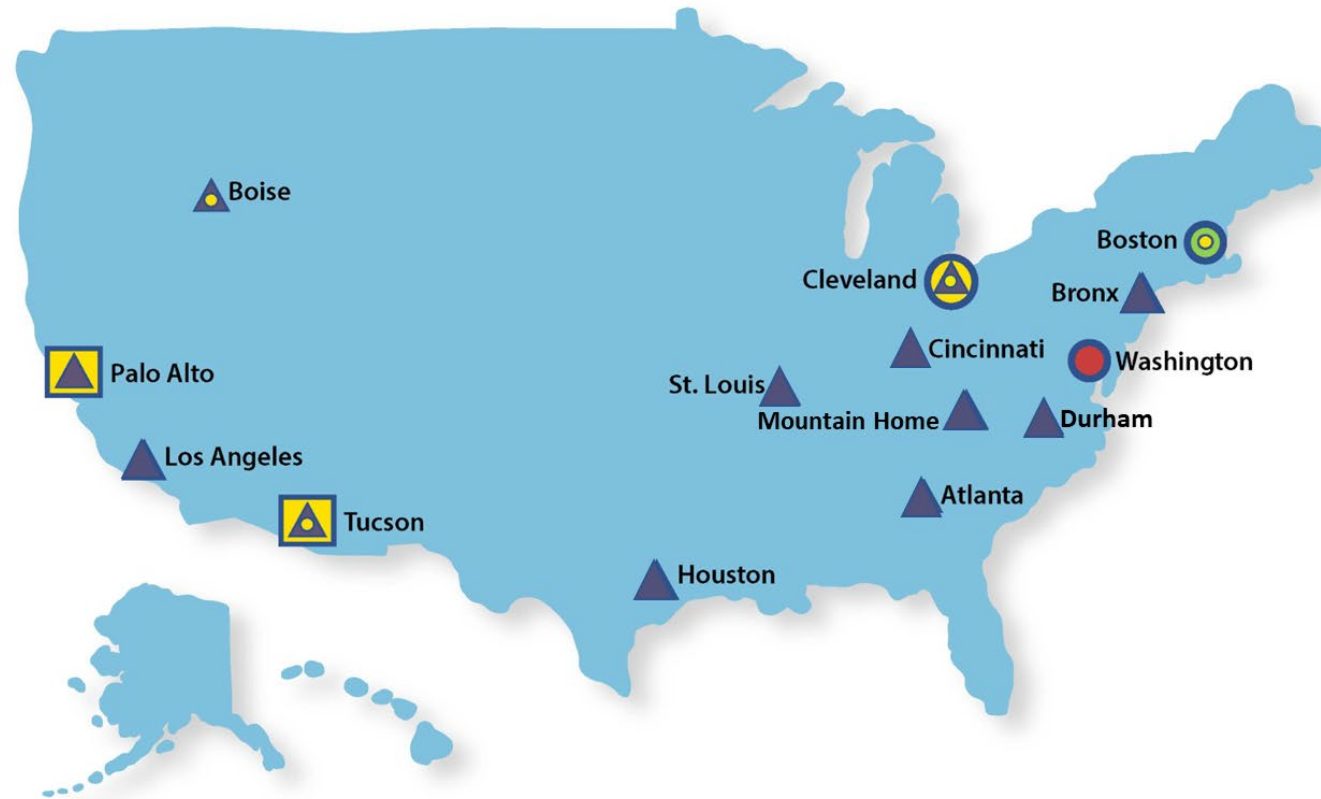 Boise
Boston
Cleveland
Bronx
Cincinnati
Washington
Palo Alto
St. Louis
Mountain Home
Durham
Los Angeles
Atlanta
Tucson
Houston